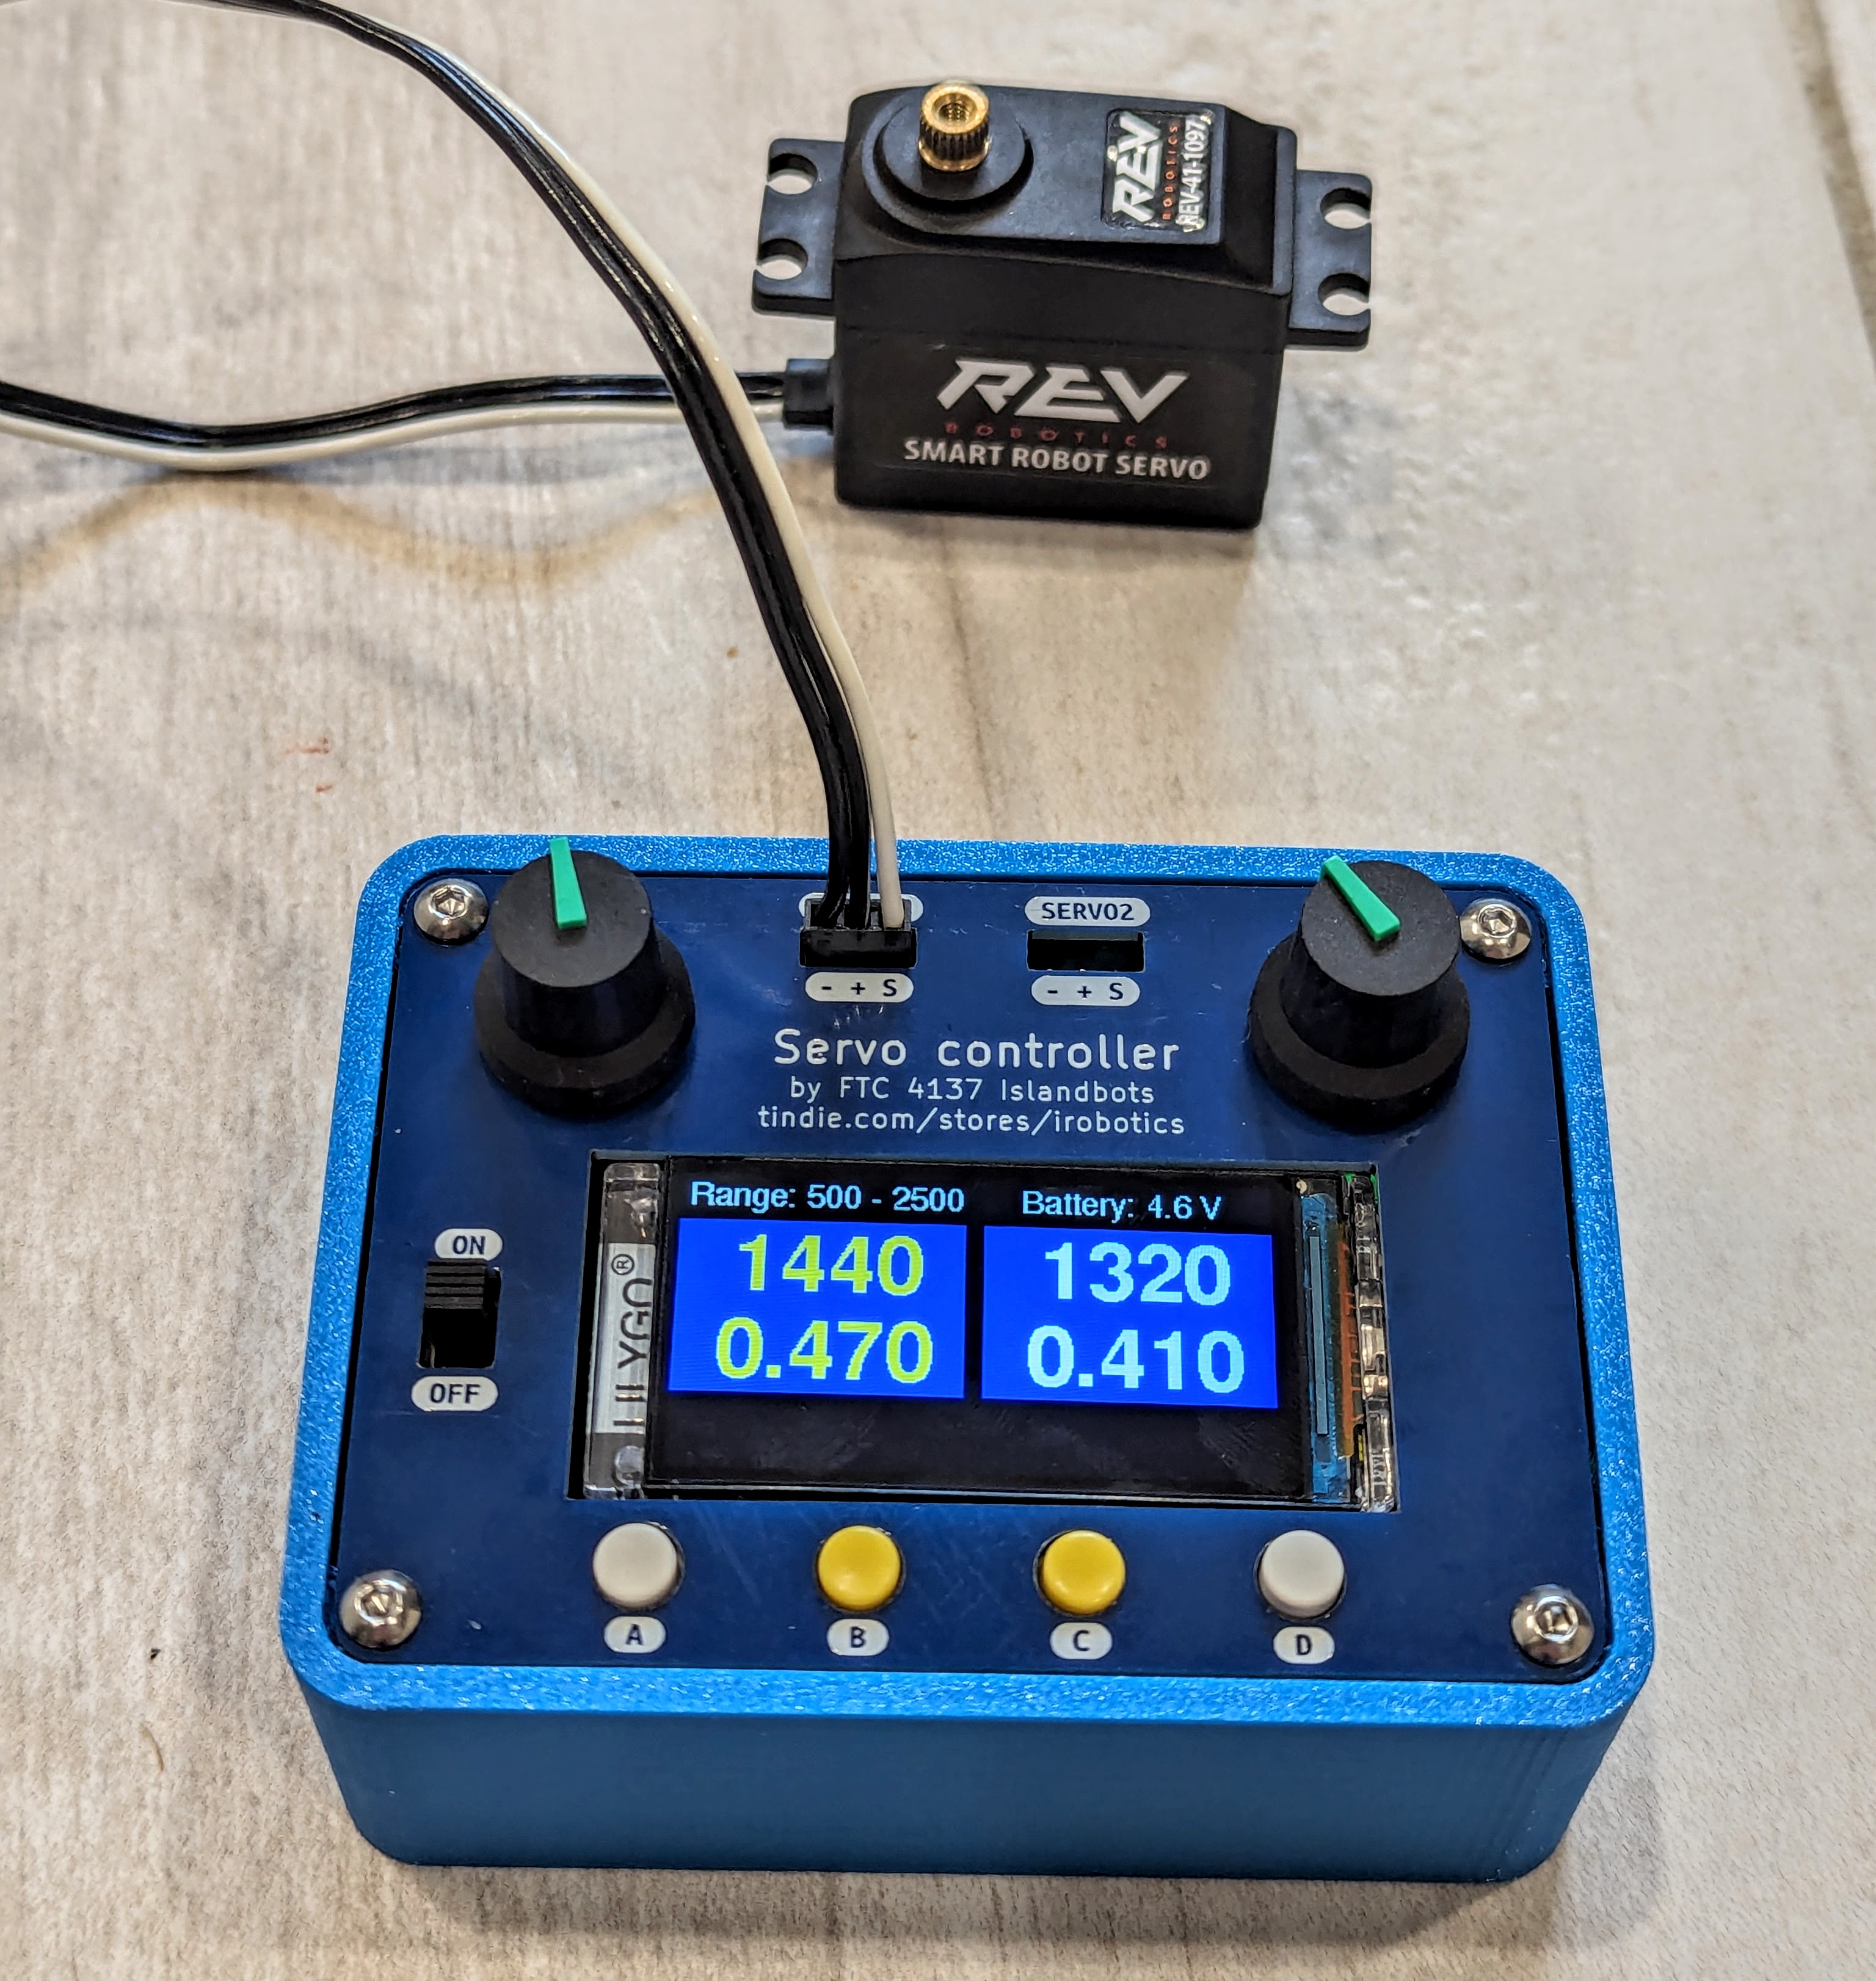 REV
ROBOTICS
REV-41-1097
REV
ROBOTICS
SMART ROBOT SERVO
SERVO2
- + S
- + S
Servo controller
by FTC 4137 Islandbots
tindie.com/stores/irobotics
Range: 500 - 2500
Battery: 4.6 V
1440
1320
0.470
0.410
LILYGO®
ON
OFF
A
B
C
D